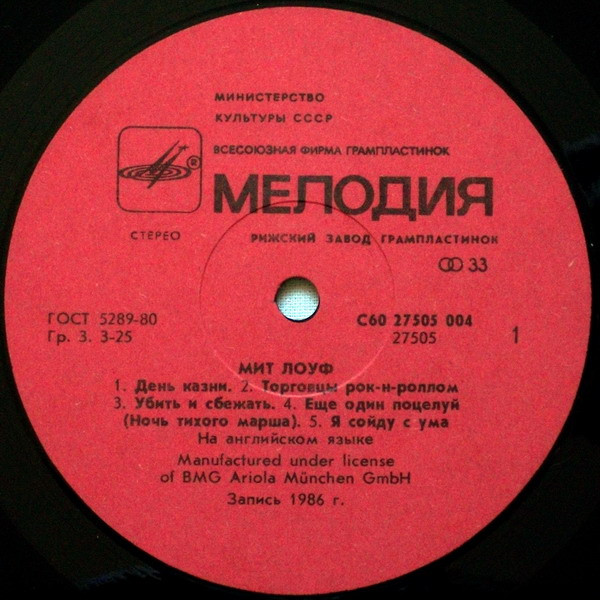 МИНИСТЕРСТВО
КУЛЬТУРЫ СССР
ВСЕСОЮЗНАЯ ФИРМА ГРАМПЛАСТИНОК
®
МЕЛОДИЯ
СТЕРЕО
РИЖСКИЙ ЗАВОД ГРАМПЛАСТИНОК
33
ГОСТ 5289-80
С60 27505 004
Гр. 3. 3-25
27505
1
МИТ ЛОУФ
1. День казни. 2. Торговцы рок-н-роллом
3. Убить и сбежать. 4. Еще один поцелуй
(Ночь тихого марша). 5. Я сойду с ума
На английском языке
Manufactured under license
of BMG Ariola München GmbH
Запись 1986 г.